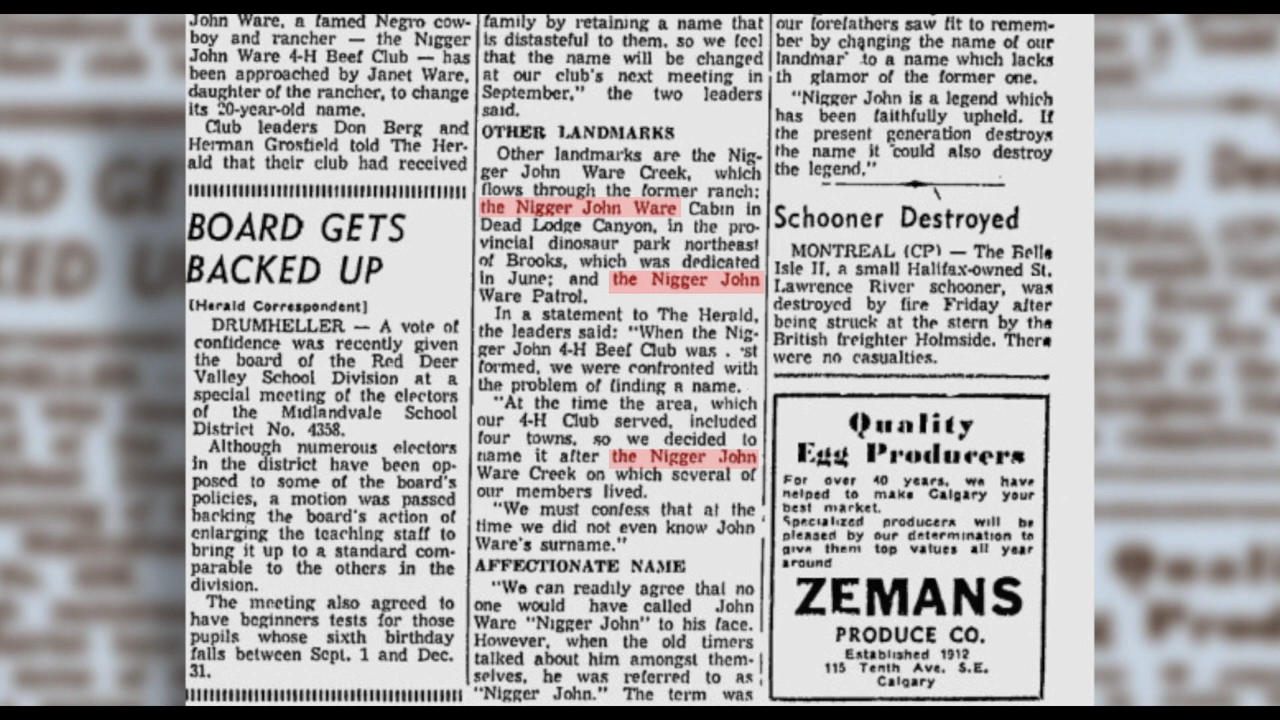 John Ware, a famed Negro cow-
boy and rancher — the Nigger
John Ware 4-H Beef Club — has
been approached by Janet Ware,
daughter of the rancher, to change
its 20-year-old name.
Club leaders Don Berg and
Herman Grosfield told The Her-
ald that their club had received
BOARD GETS
BACKED UP
[Herald Correspondent]
DRUMHELLER — A vote of
confidence was recently given
the board of the Red Deer
Valley School Division at a
special meeting of the electors
of the Midlandvale School
District No. 4358.
Although numerous electors
in the district have been op-
posed to some of the board's
policies, a motion was passed
backing the board's action of
enlarging the teaching staff to
bring it up to a standard com-
parable to the others in the
division.
The meeting also agreed to
have beginners tests for those
pupils whose sixth birthday
falls between Sept. 1 and Dec.
31.
family by retaining a name that
is distasteful to them, so we feel
that the name will be changed
at our club's next meeting in
September," the two leaders
said.
OTHER LANDMARKS
Other landmarks are the Nig-
ger John Ware Creek, which
flows through the former ranch;
the Nigger John Ware Cabin in
Dead Lodge Canyon, in the pro-
vincial dinosaur park northeast
of Brooks, which was dedicated
in June; and the Nigger John
Ware Patrol.
In a statement to The Herald,
the leaders said: "When the Nig-
ger John 4-H Beef Club was
formed, we were confronted with
the problem of finding a name.
"At the time the area, which
our 4-H Club served, included
four towns, so we decided to
name it after the Nigger John
Ware Creek on which several of
our members lived.
"We must confess that at the
time we did not even know John
Ware's surname."
AFFECTIONATE NAME
"We can readily agree that no
one would have called John
Ware "Nigger John" to his face.
However, when the old timers
talked about him amongst them-
selves, he was referred to as
"Nigger John." The term was
our forefathers saw fit to remem-
ber by changing the name of our
landmar to a name which lacks
th glamor of the former one.
"Nigger John is a legend which
has been faithfully upheld. If
the present generation destroys
the name it could also destroy
the legend."
Schooner Destroyed
MONTREAL (CP) — The Belle
Isle II, a small Halifax-owned St.
Lawrence River schooner, was
destroyed by fire Friday after
being struck at the stern by the
British freighter Holmside. There
were no casualties.
Quality
Egg Producers
For over 40 years, we have
helped to make Calgary your
best market.
Specialized producers will be
pleased by our determination to
give them top values all year
around
ZEMANS
PRODUCE CO.
Established 1912
115 Tenth Ave. S.E.
Calgary